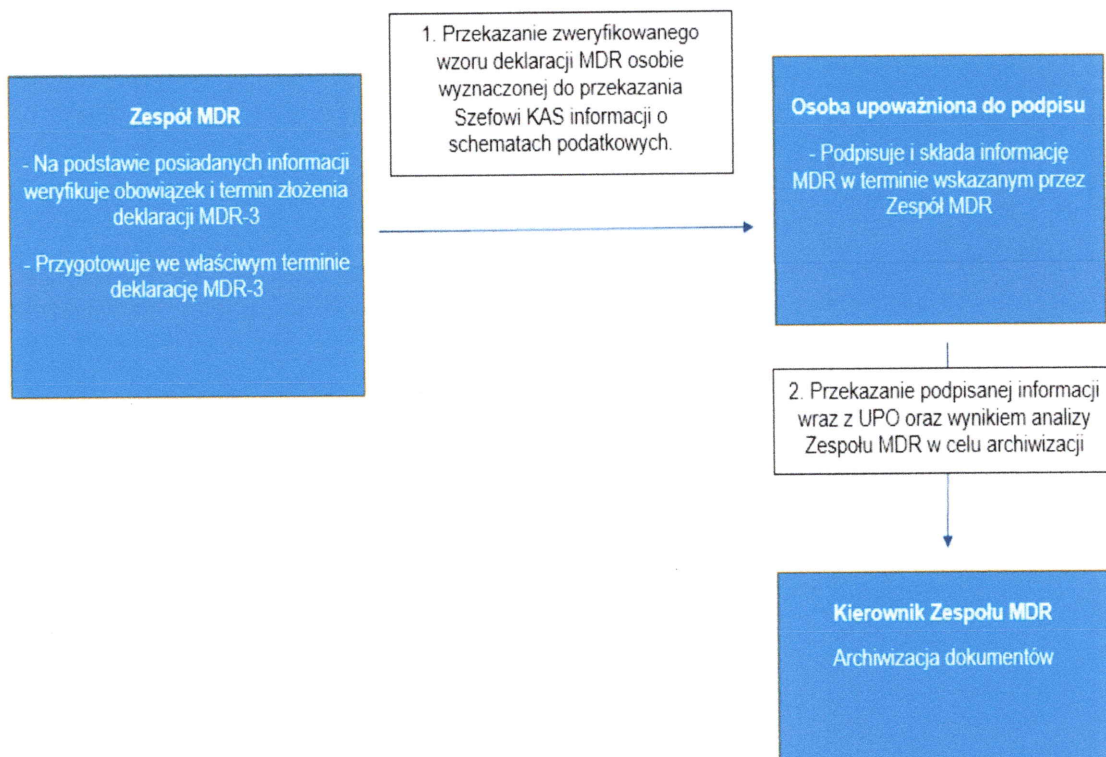 Zespół MDR
- Na podstawie posiadanych informacji
weryfikuje obowiązek i termin złożenia
deklaracji MDR-3
- Przygotowuje we właściwym terminie
deklarację MDR-3
1. Przekazanie zweryfikowanego
wzoru deklaracji MDR osobie
wyznaczonej do przekazania
Szefowi KAS informacji o
schematach podatkowych.
Osoba upoważniona do podpisu
- Podpisuje i składa informację
MDR w terminie wskazanym przez
Zespół MDR
2. Przekazanie podpisanej informacji
wraz z UPO oraz wynikiem analizy
Zespołu MDR w celu archiwizacji
Kierownik Zespołu MDR
Archiwizacja dokumentów